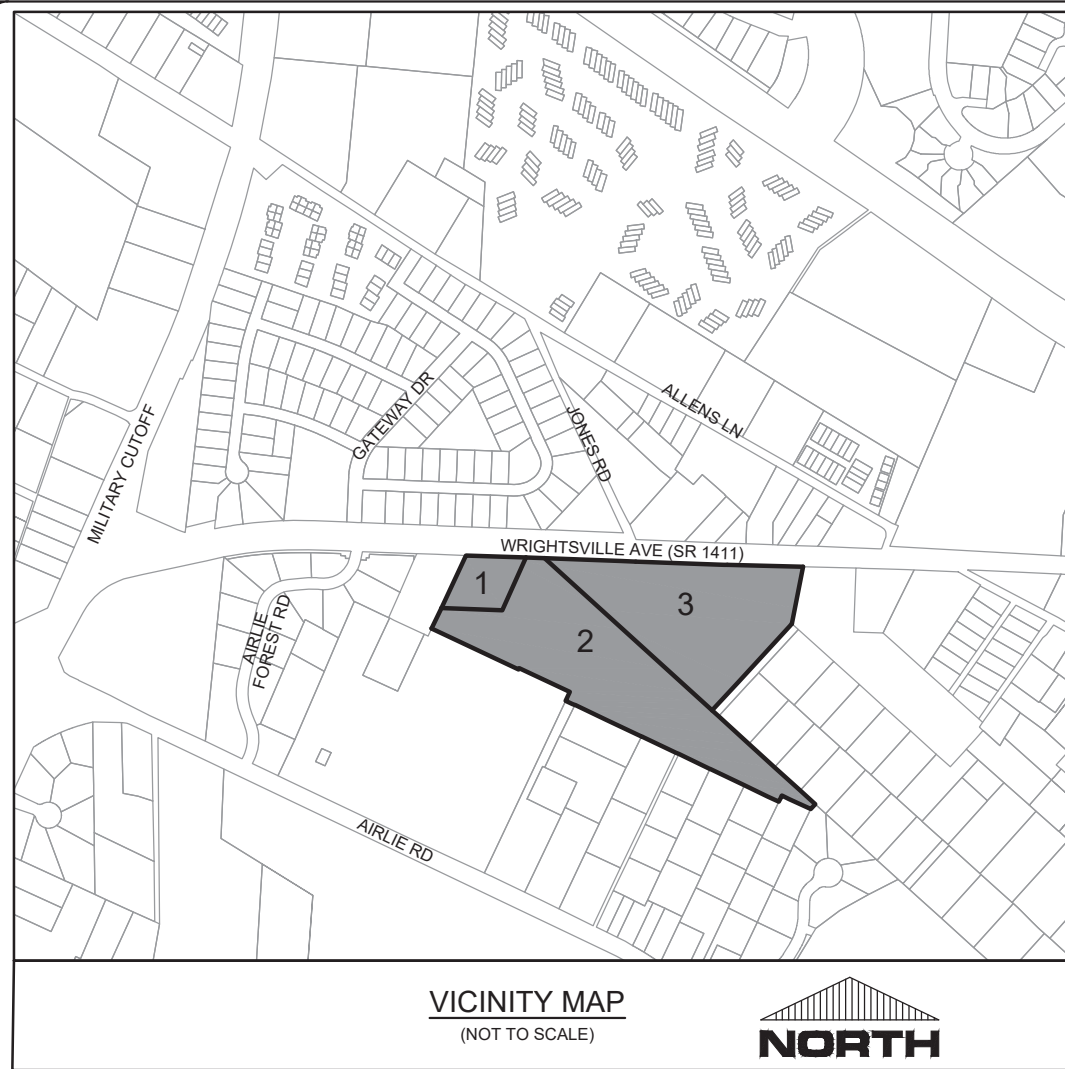 ALLENS LN
GATEWAY DR
JONES RD
MILITARY CUTOFF
WRIGHTSVILLE AVE (SR 1411)
1
2
3
AIRLIE
FOREST RD
AIRLIE RD
VICINITY MAP
(NOT TO SCALE)
NORTH